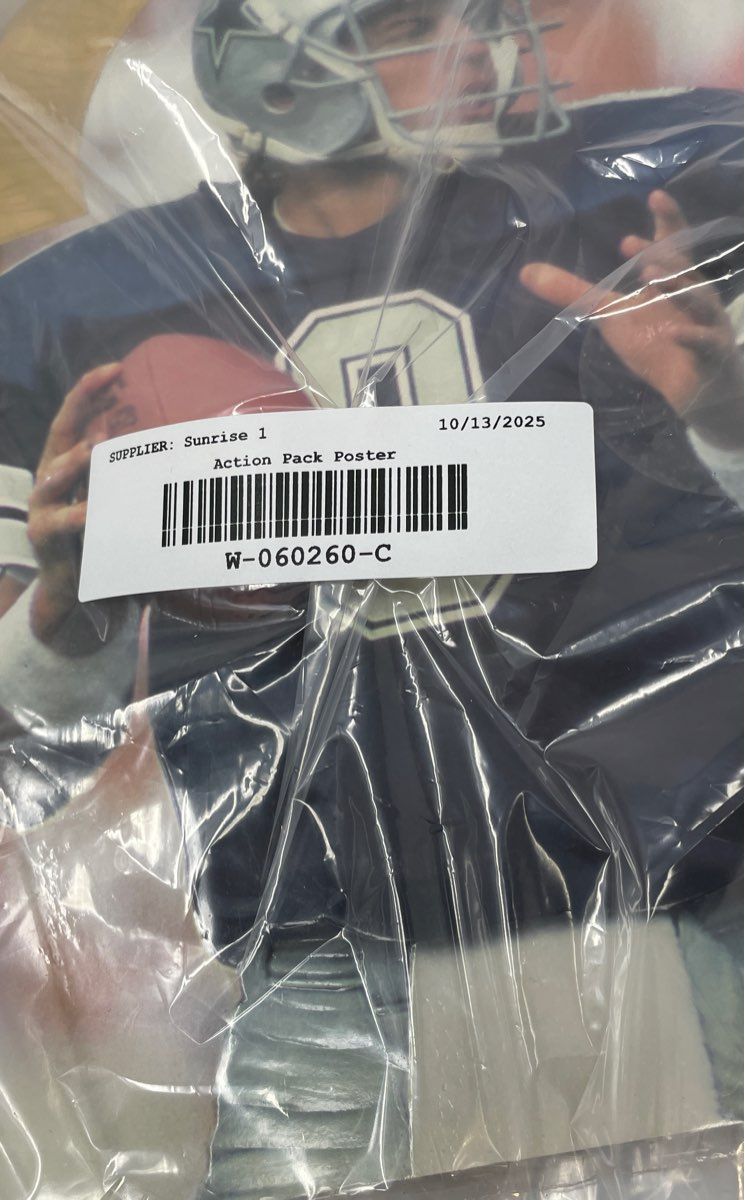 SUPPLIER: Sunrise 1
10/13/2025
Action Pack Poster
W-060260-C